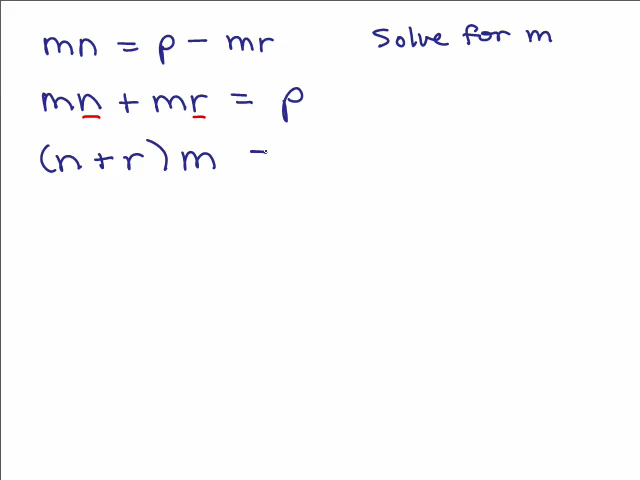 mn = p - mr
Solve for m
mn + mr = p
(n + r) m -